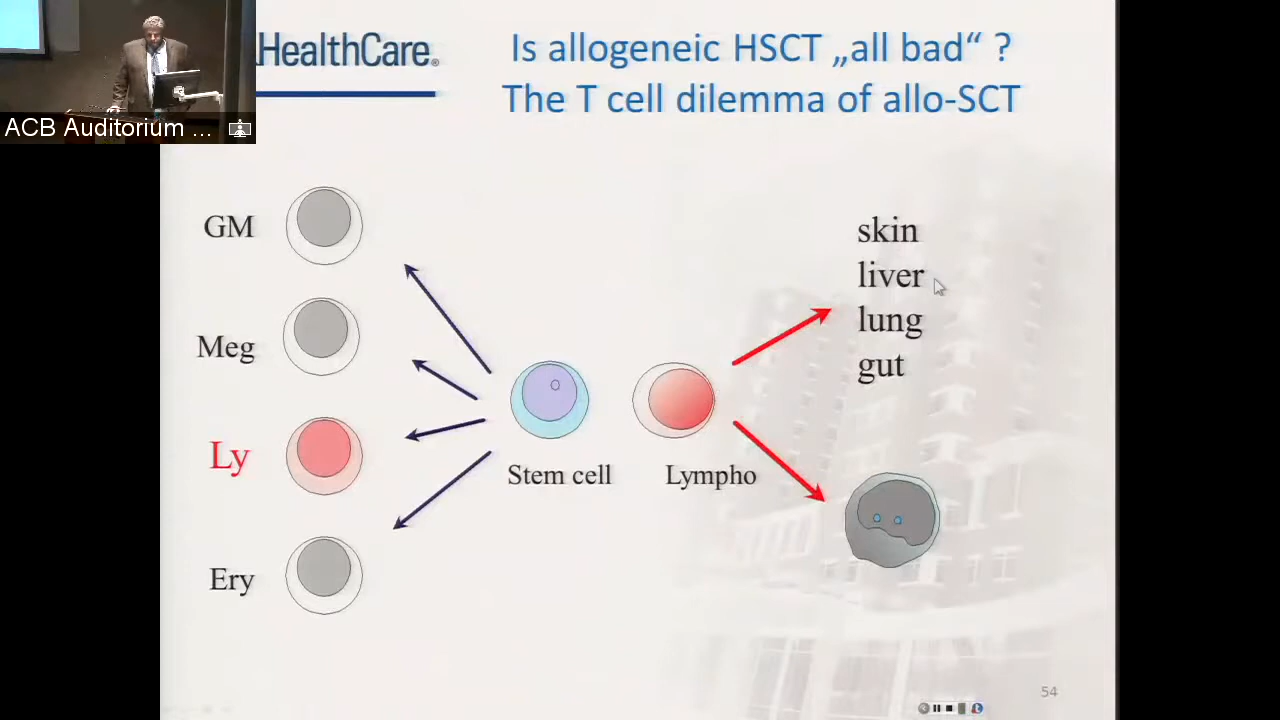 HealthCare®
Is allogeneic HSCT „all bad“ ?
The T cell dilemma of allo-SCT
ACB Auditorium ...
GM
Meg
Ly
Ery
Stem cell
Lympho
skin
liver
lung
gut
54